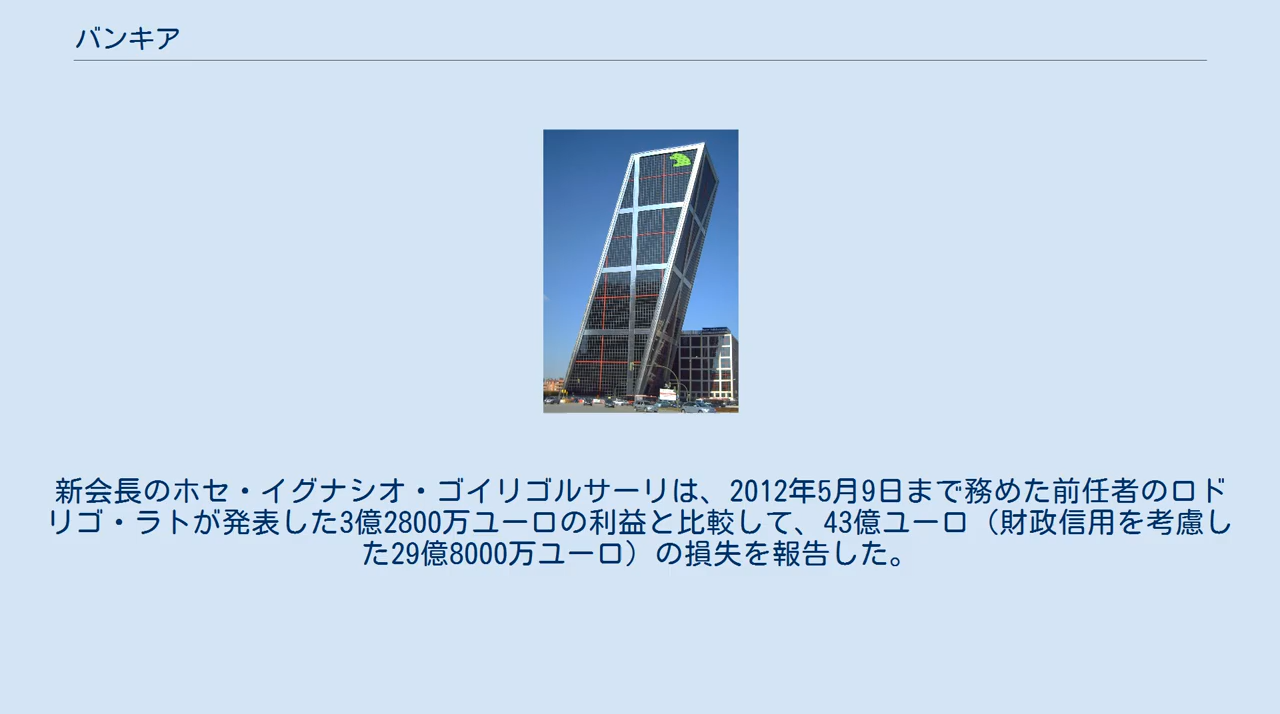 バンキア
新会長のホセ・イグナシオ・ゴイリゴルサーリは、2012年5月9日まで務めた前任者のロド
リゴ・ラトが発表した3億2800万ユーロの利益と比較して、43億ユーロ（財政信用を考慮し
た29億8000万ユーロ）の損失を報告した。